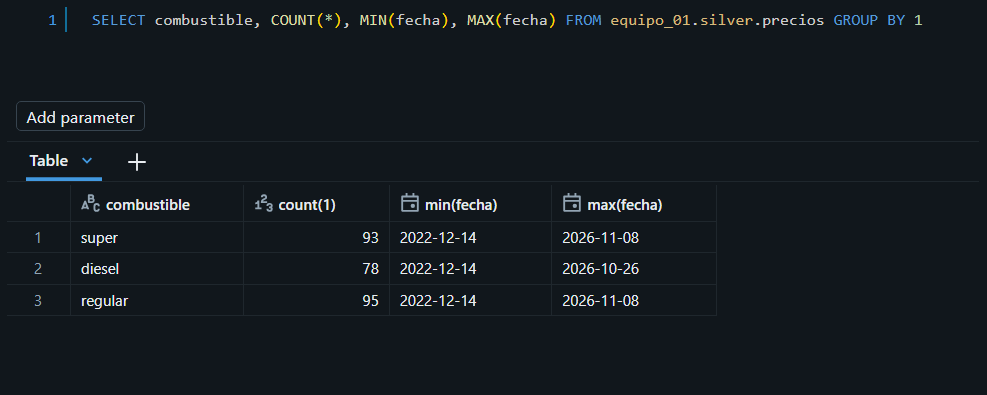 1 SELECT combustible, COUNT(*), MIN(fecha), MAX(fecha) FROM equipo_01.silver.precios GROUP BY 1
Add parameter
Table
combustible count(1) min(fecha) max(fecha)
1 super 93 2022-12-14 2026-11-08
2 diesel 78 2022-12-14 2026-10-26
3 regular 95 2022-12-14 2026-11-08